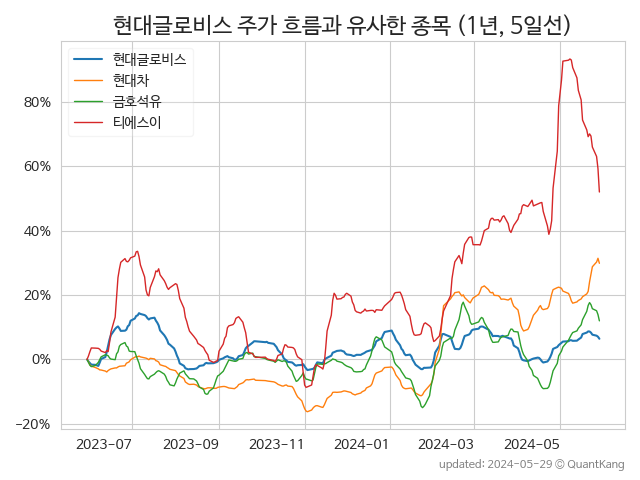 현대글로비스 주가 흐름과 유사한 종목 (1년, 5일선)
현대글로비스
현대차
금호석유
티에스이
80%
60%
40%
20%
0%
−20%
2023-07 2023-09 2023-11 2024-01 2024-03 2024-05
updated: 2024-05-29 © QuantKang